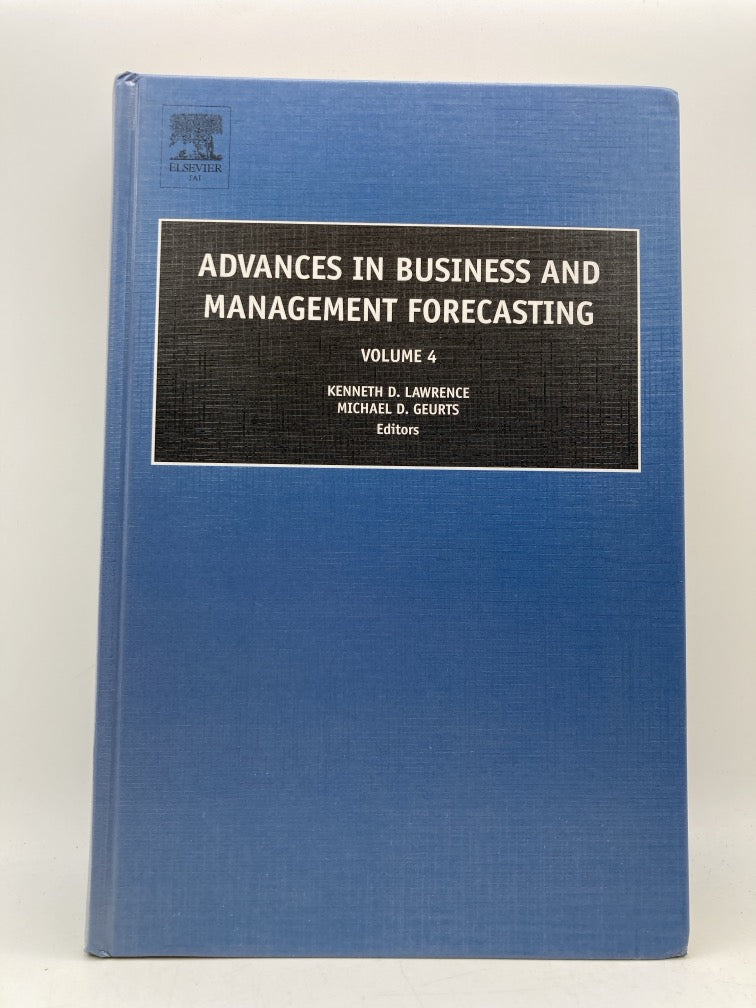 ELSEVIER
JAI
ADVANCES IN BUSINESS AND
MANAGEMENT FORECASTING
VOLUME 4
KENNETH D. LAWRENCE
MICHAEL D. GEURTS
Editors